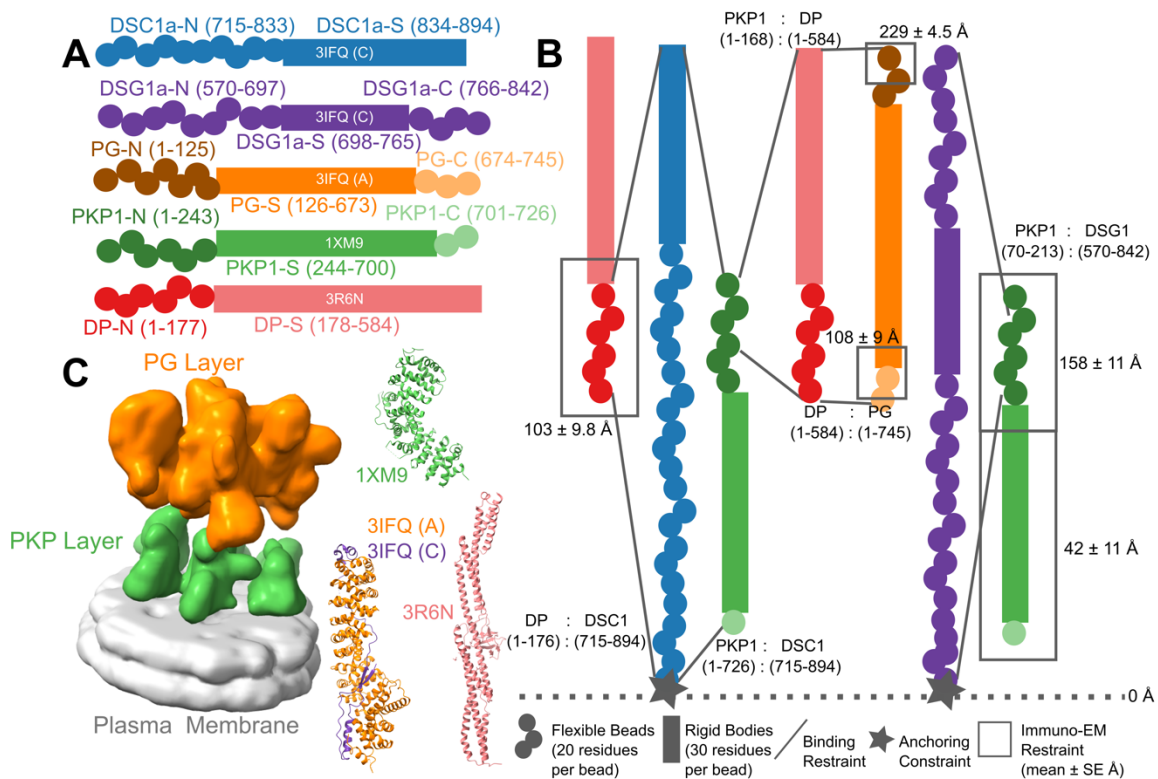 A
DSC1a-N (715-833) DSC1a-S (834-894)
3IFQ (C)
DSG1a-N (570-697) DSG1a-C (766-842)
3IFQ (C)
DSG1a-S (698-765)
PG-N (1-125)
PG-C (674-745)
3IFQ (A)
PG-S (126-673)
PKP1-N (1-243)
PKP1-C (701-726)
1XM9
PKP1-S (244-700)
3R6N
DP-N (1-177)
DP-S (178-584)
B
PKP1 : DP
(1-168) : (1-584)
229 ± 4.5 Å
PKP1 : DSG1
(70-213) : (570-842)
108 ± 9 Å
158 ± 11 Å
DP : PG
(1-584) : (1-745)
103 ± 9.8 Å
42 ± 11 Å
DP : DSC1
(1-176) : (715-894)
PKP1 : DSC1
(1-726) : (715-894)
0 Å
Flexible Beads
(20 residues
per bead)
Rigid Bodies
(30 residues
per bead)
Binding
Restraint
Anchoring
Constraint
Immuno-EM
Restraint
(mean ± SE Å)
C
PG Layer
PKP Layer
Plasma Membrane
1XM9
3IFQ (A)
3IFQ (C)
3R6N